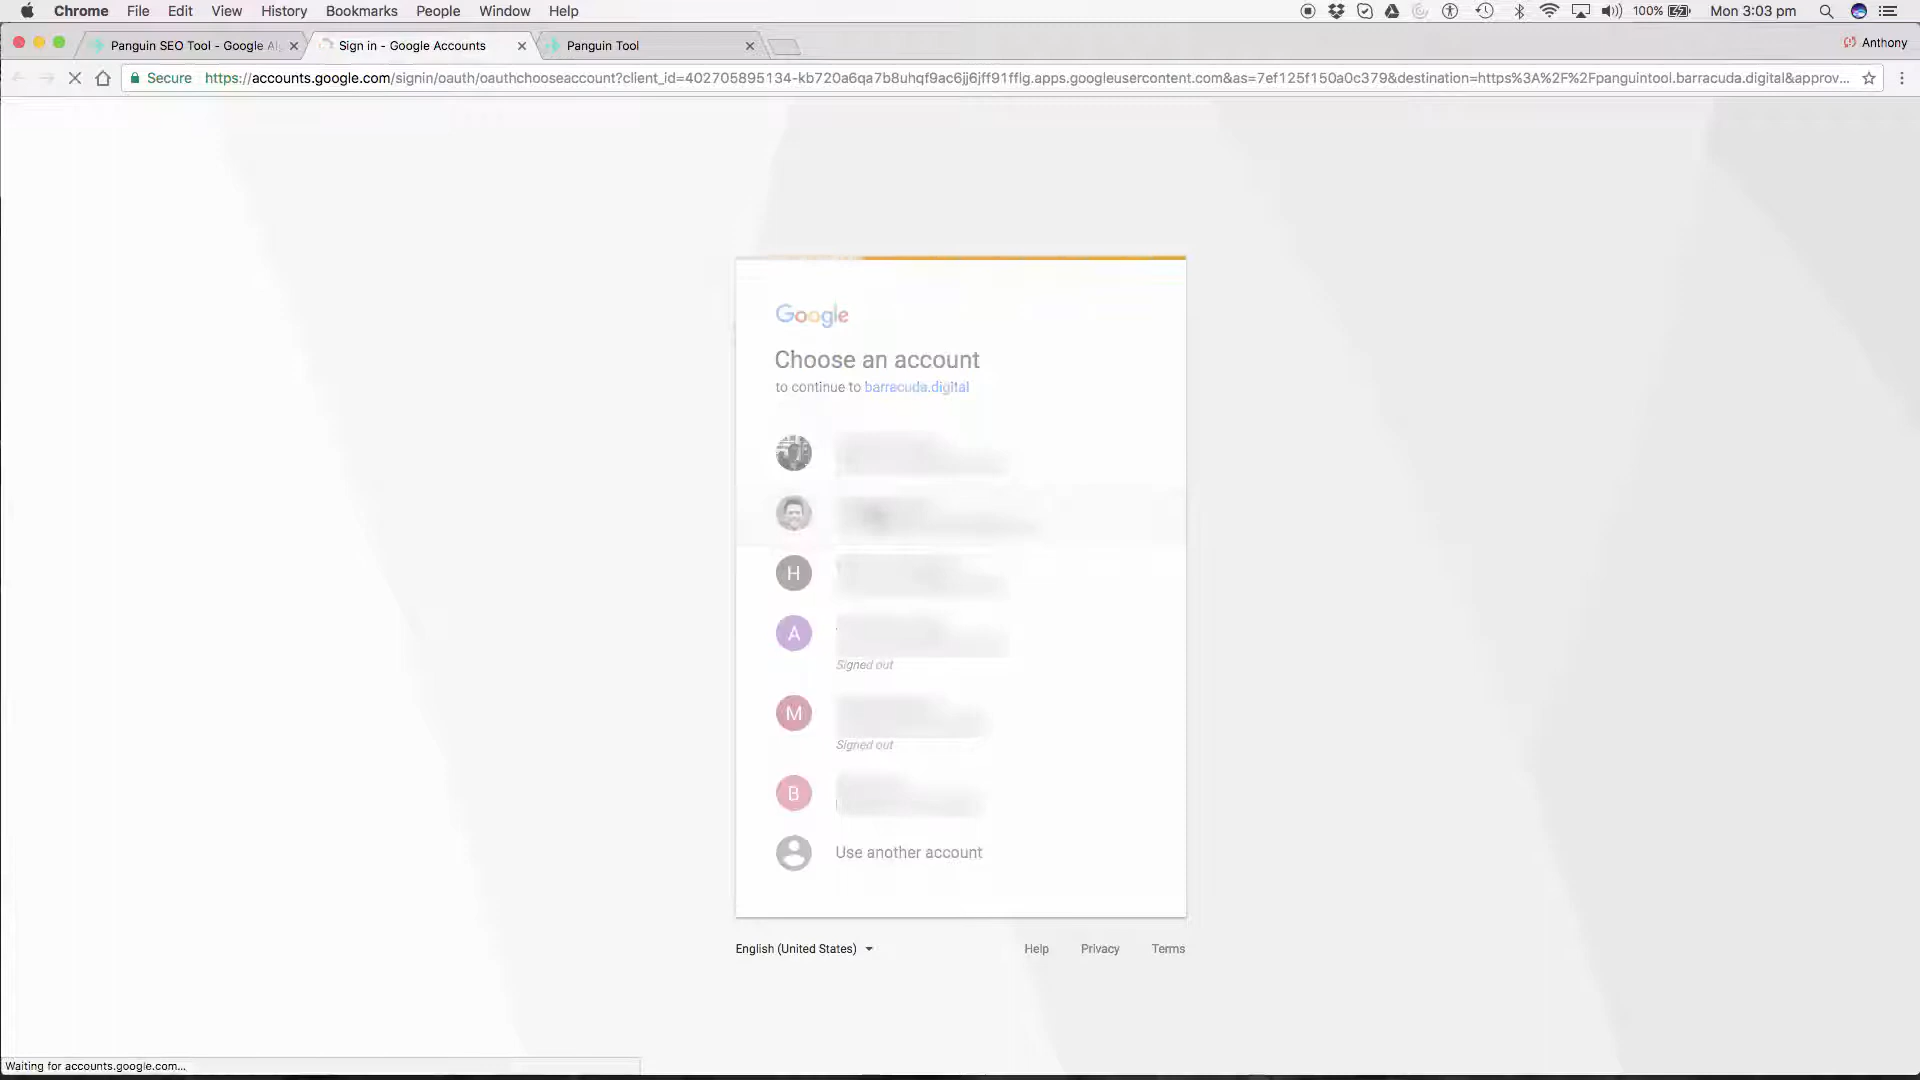 Chrome File Edit View History Bookmarks People Window Help 100% Mon 3:03 pm
Panguin SEO Tool - Google Al Sign in - Google Accounts Panguin Tool Anthony
Secure https://accounts.google.com/signin/oauth/oauthchooseaccount?client_id=402705895134-kb720a6qa7b8uhqf9ac6jj6jff91ffig.apps.googleusercontent.com&as=7ef125f150a0c379&destination=https%3A%2F%2Fpanguintool.barracuda.digital&approv...
Google
Choose an account
to continue to barracuda.digital
H
A
Signed out
M
Signed out
B
Use another account
English (United States) Help Privacy Terms
Waiting for accounts.google.com...